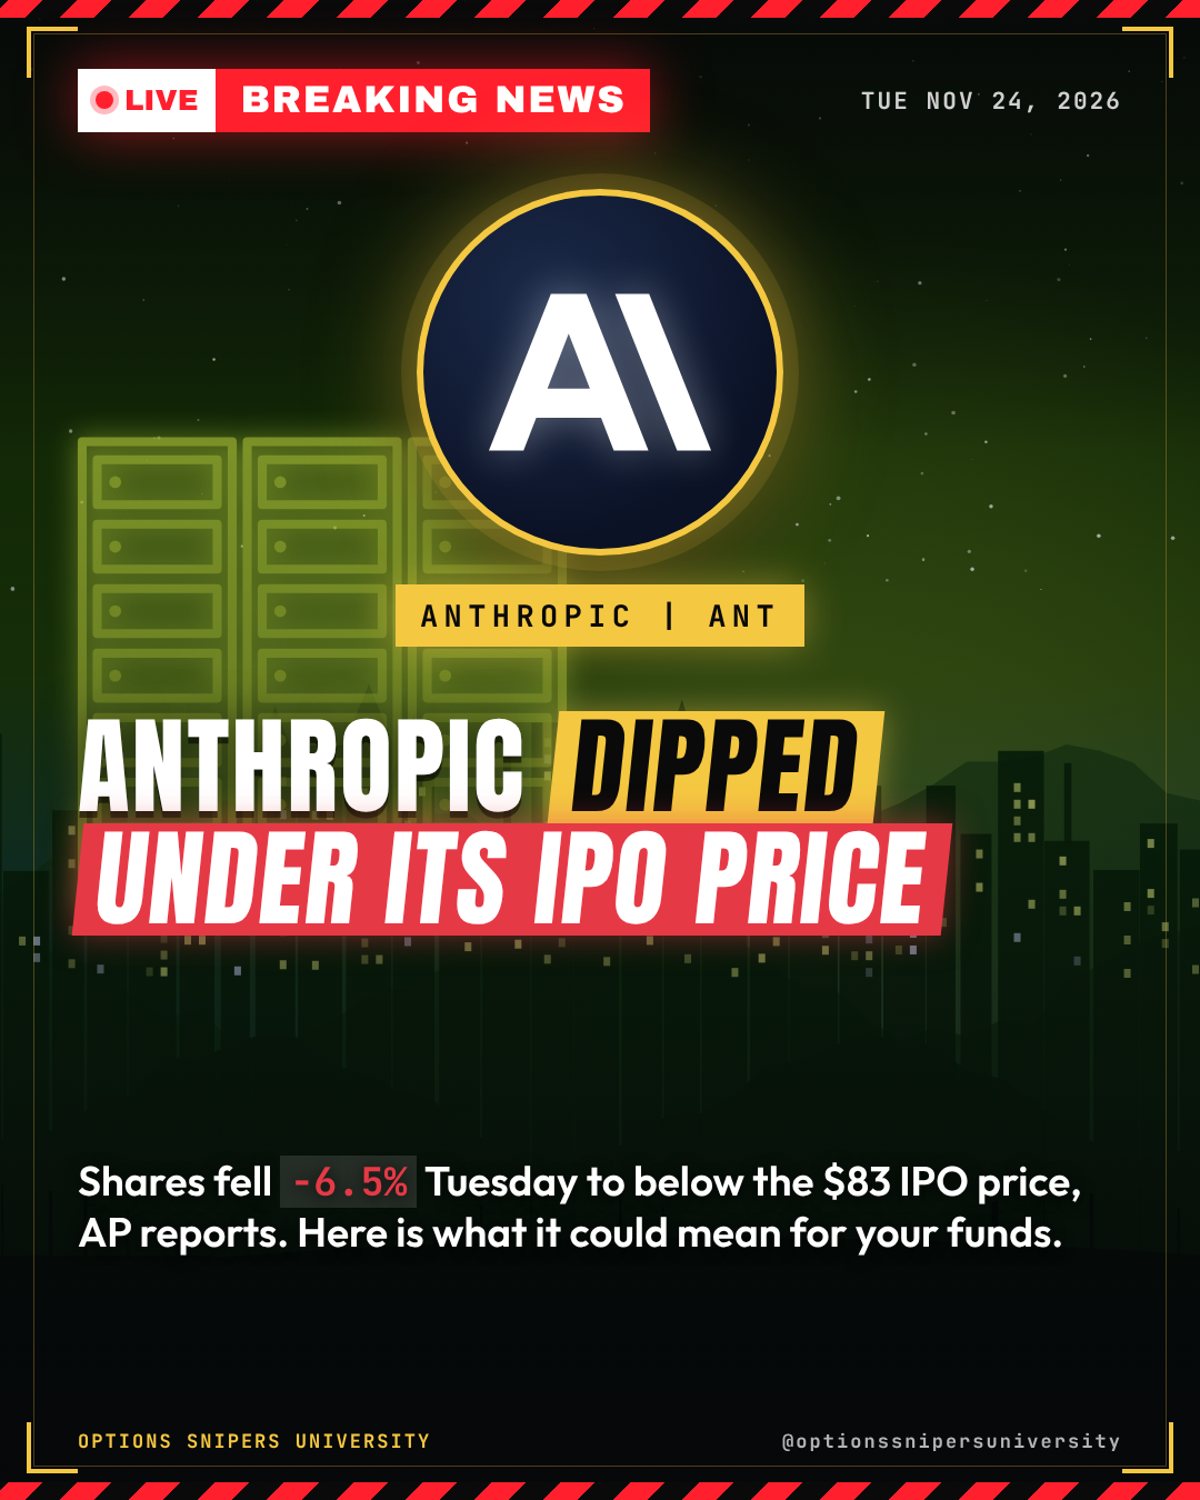 LIVE BREAKING NEWS
TUE NOV 24, 2026
AI
ANTHROPIC | ANT
ANTHROPIC DIPPED
UNDER ITS IPO PRICE
Shares fell -6.5% Tuesday to below the $83 IPO price,
AP reports. Here is what it could mean for your funds.
OPTIONS SNIPERS UNIVERSITY
@optionssnipersuniversity